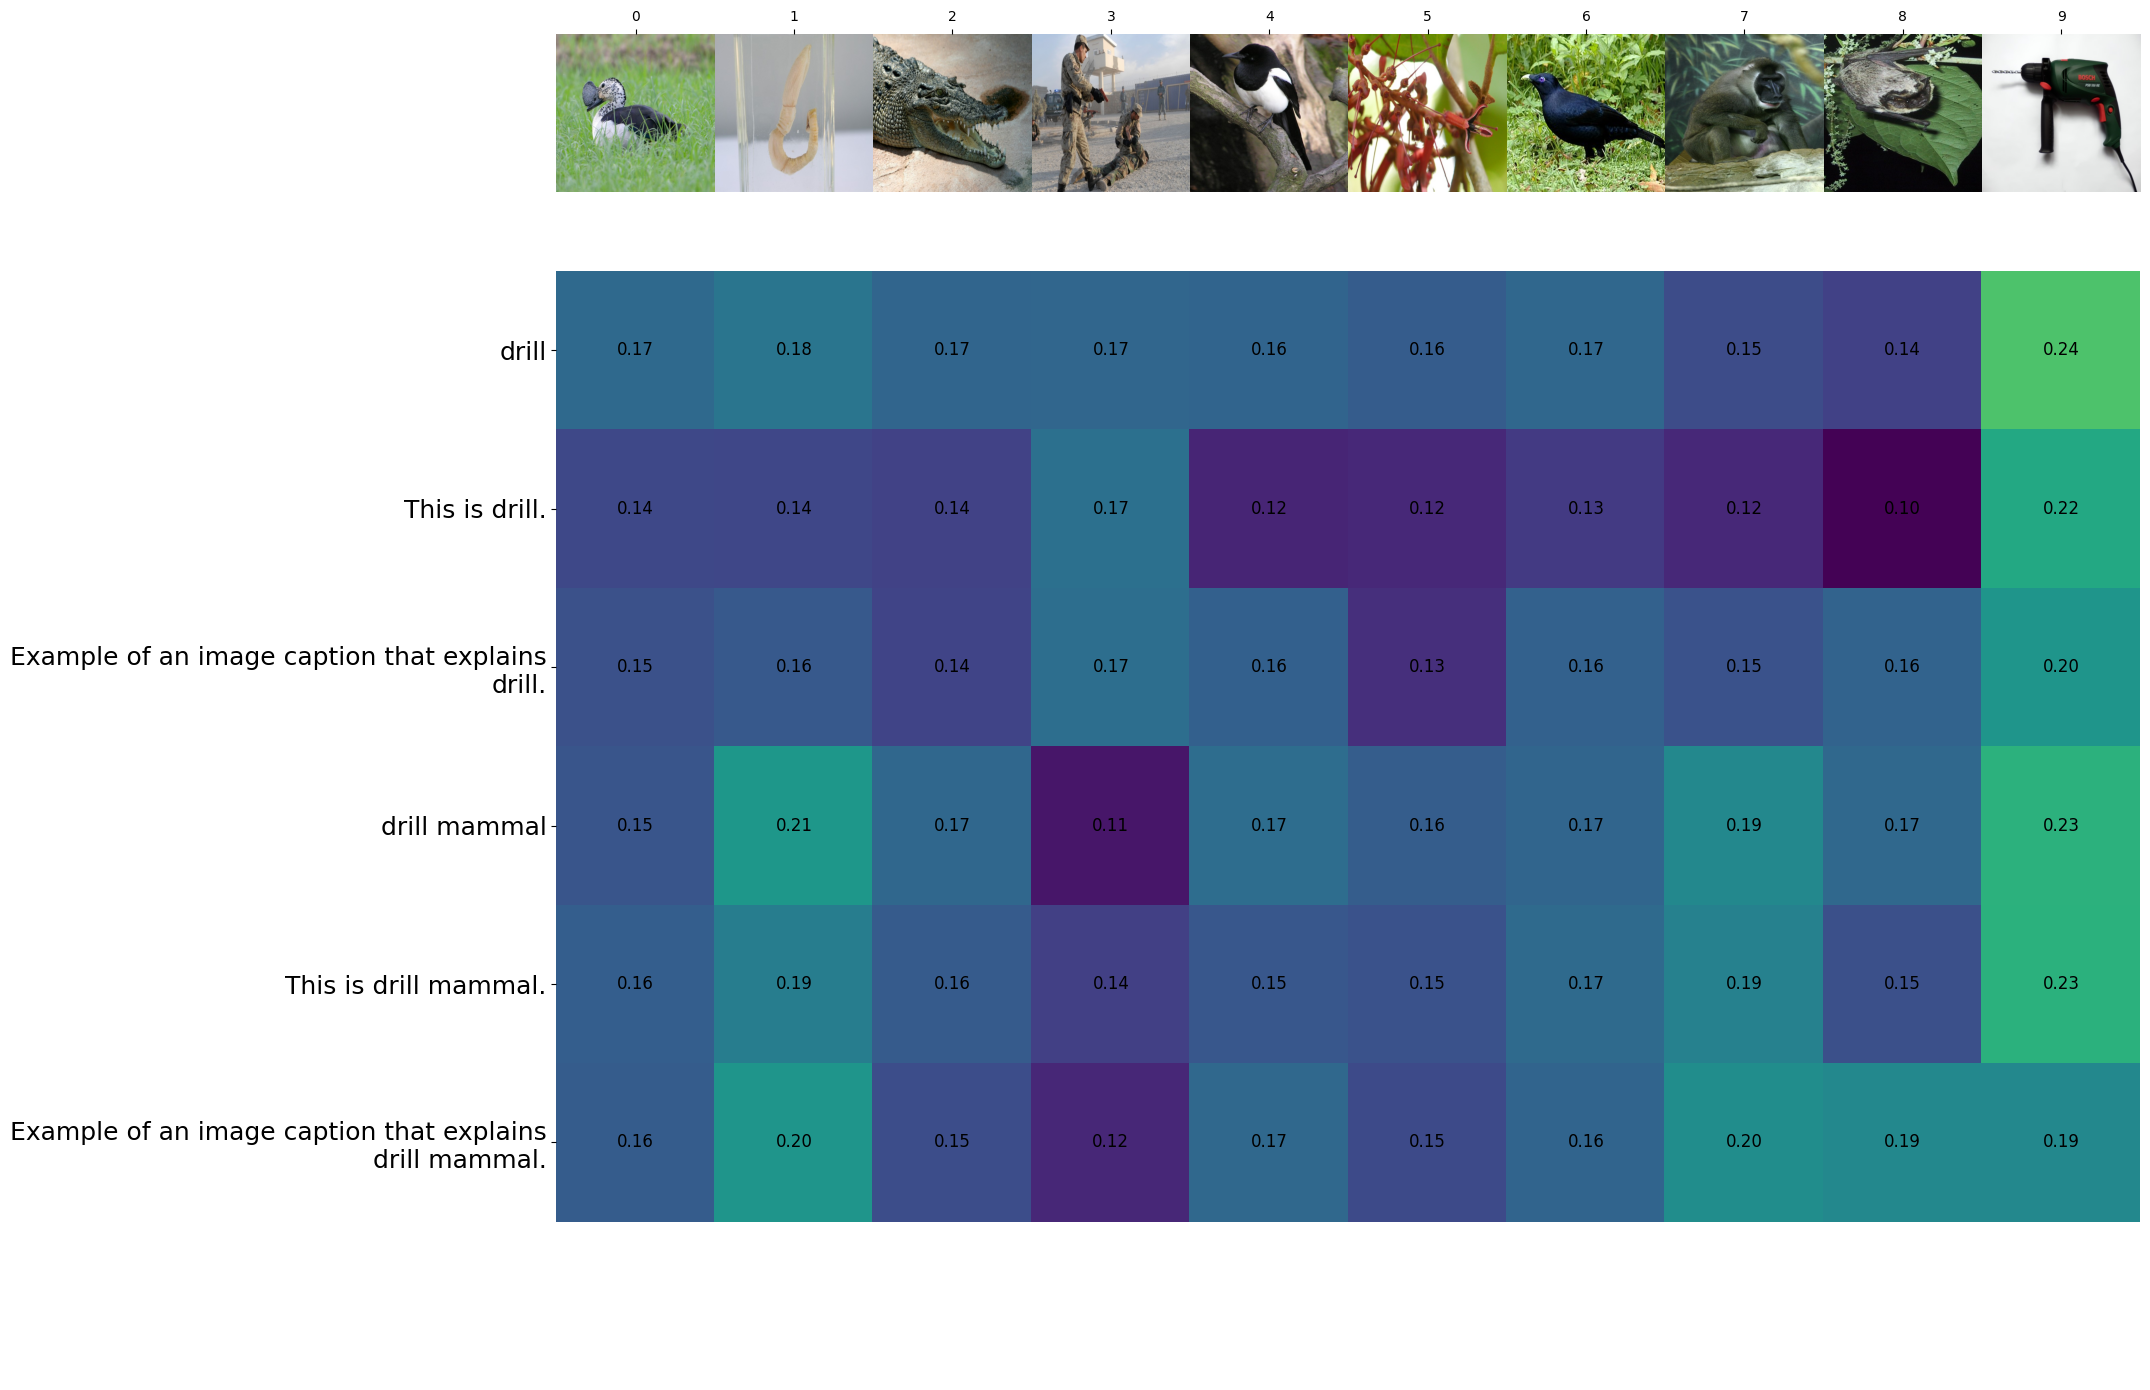 0 1 2 3 4 5 6 7 8 9
BOSCH
drill 0.17 0.18 0.17 0.17 0.16 0.16 0.17 0.15 0.14 0.24
This is drill. 0.14 0.14 0.14 0.17 0.12 0.12 0.13 0.12 0.10 0.22
Example of an image caption that explains
drill. 0.15 0.16 0.14 0.17 0.16 0.13 0.16 0.15 0.16 0.20
drill mammal 0.15 0.21 0.17 0.11 0.17 0.16 0.17 0.19 0.17 0.23
This is drill mammal. 0.16 0.19 0.16 0.14 0.15 0.15 0.17 0.19 0.15 0.23
Example of an image caption that explains
drill mammal. 0.16 0.20 0.15 0.12 0.17 0.15 0.16 0.20 0.19 0.19